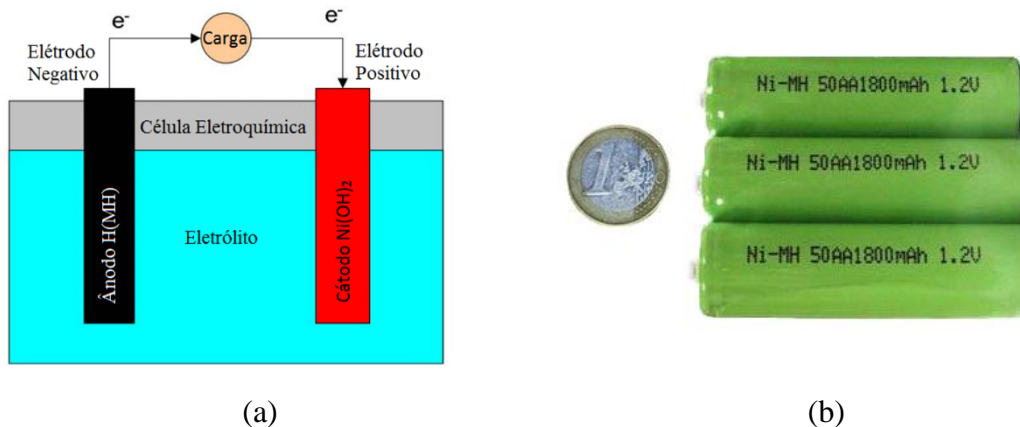 e-
e-
Carga
Elétrodo
Negativo
Elétrodo
Positivo
Célula Eletroquímica
Ânodo H(MH)
Cátodo Ni(OH)₂
Eletrólito
(a)
1
Ni-MH 50AA1800mAh 1.2V
Ni-MH 50AA1800mAh 1.2V
Ni-MH 50AA1800mAh 1.2V
(b)